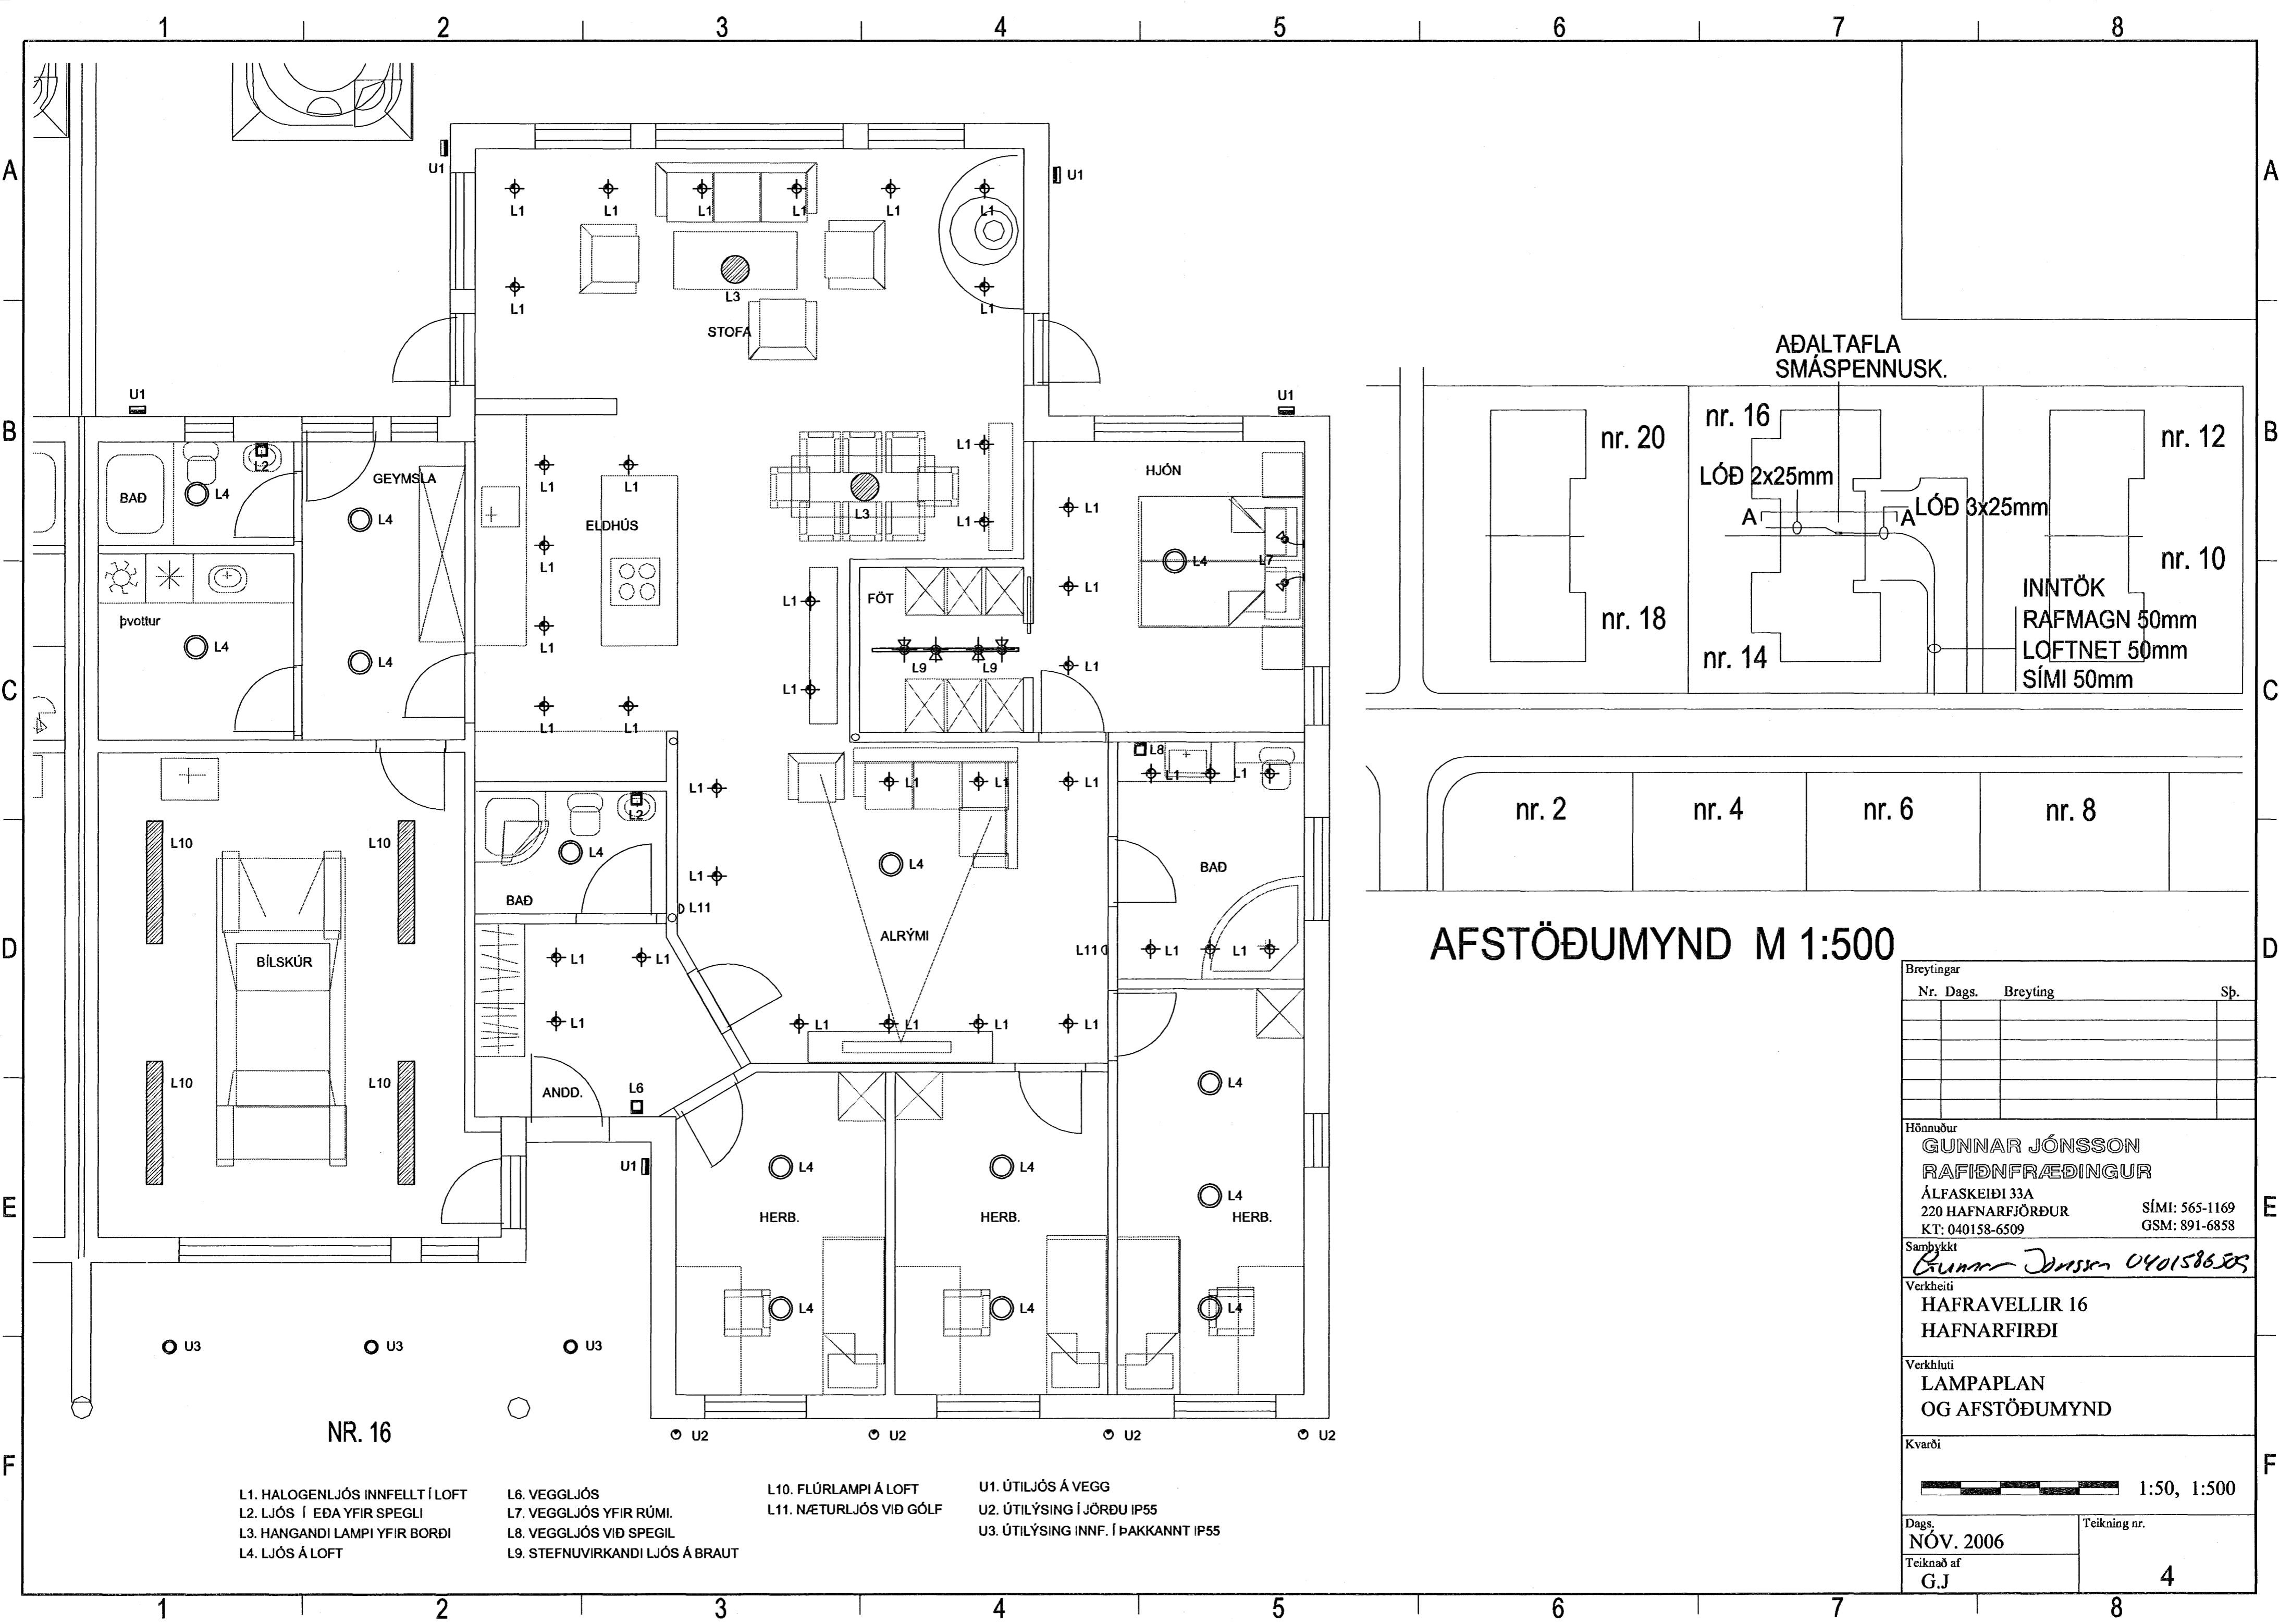 1 2 3 4 5 6 7 8
A A
U1
U1
L1 L1 L1 L1 L1 L1
L3
L1 L1
STOFA
AÐALTAFLA
SMÁSPENNUSK.
U1 U1
B B
nr. 20 nr. 16 nr. 12
L1
L2
GEYMSLA
HJÓN
BAÐ L4
LÓÐ 2x25mm
L1 L1
L3
LÓÐ 3x25mm
A A
L4 ELDHÚS L1 L1
L4 L7
L1
nr. 10
L1
INNTÖK
FÖT
L1
þvottur
nr. 18
RAFMAGN 50mm
L4 L1
LOFTNET 50mm
L4 L9 L9 L1
nr. 14
SÍMI 50mm
C C
L1
L1 L1
L8
L1 L1 L1 L1 L1 L1
nr. 2 nr. 4 nr. 6 nr. 8
L2
L10 L10
L4 L4
BAÐ
L1
BAÐ
L11
ALRÝMI
AFSTÖÐUMYND M 1:500
D D
L11 L1 L1
L1 L1
BÍLSKÚR
L1 L1 L1 L1 L1
L10 L10
ANDD. L6
L4
U1 L4 L4
L4
HERB. HERB. HERB.
E E
L4 L4 L4
U3 U3 U3
NR. 16
U2 U2 U2 U2
F F
L1. HALOGENLJÓS INNFELLT Í LOFT
L2. LJÓS Í EÐA YFIR SPEGLI
L3. HANGANDI LAMPI YFIR BORÐI
L4. LJÓS Á LOFT
L6. VEGGLJÓS
L7. VEGGLJÓS YFIR RÚMI.
L8. VEGGLJÓS VIÐ SPEGIL
L9. STEFNUVIRKANDI LJÓS Á BRAUT
L10. FLÚRLAMPI Á LOFT
L11. NÆTURLJÓS VIÐ GÓLF
U1. ÚTILJÓS Á VEGG
U2. ÚTILÝSING Í JÖRÐU IP55
U3. ÚTILÝSING INNF. Í ÞAKKANNT IP55
Breytingar
Nr. Dags. Breyting Sþ.
Hönnuður
GUNNAR JÓNSSON
RAFIÐNFRÆÐINGUR
ÁLFASKEIÐI 33A
220 HAFNARFJÖRÐUR SÍMI: 565-1169
KT: 040158-6509 GSM: 891-6858
Samþykkt
Gunnar Jónsson 0401586509
Verkheiti
HAFRAVELLIR 16
HAFNARFIRÐI
Verkhluti
LAMPAPLAN
OG AFSTÖÐUMYND
Kvarði
1:50, 1:500
Dags. Teikning nr.
NÓV. 2006
Teiknað af
G.J 4
1 2 3 4 5 6 7 8